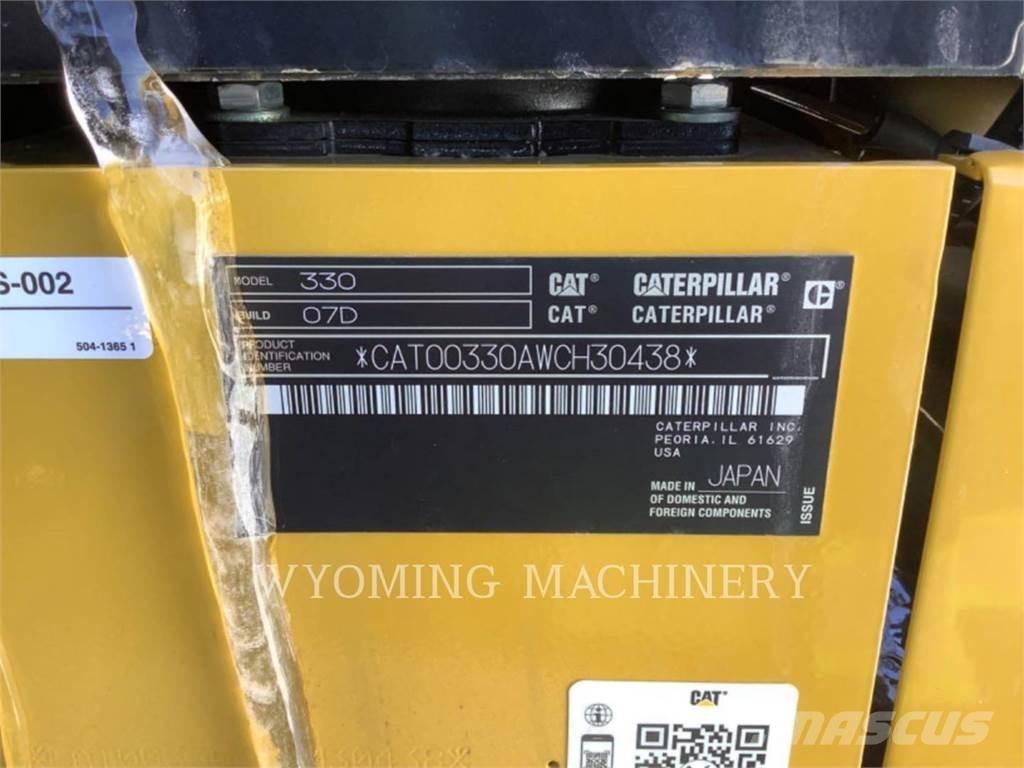 S-002
504-1365 1
MODEL 330
BUILD 07D
CAT® CATERPILLAR®
CAT® CATERPILLAR®
C®
PRODUCT
IDENTIFICATION
NUMBER
*CAT00330AWCH30438*
CATERPILLAR INC.
PEORIA, IL 61629
USA
MADE IN JAPAN
OF DOMESTIC AND
FOREIGN COMPONENTS
ISSUE
WYOMING MACHINERY
CAT®
MASCUS